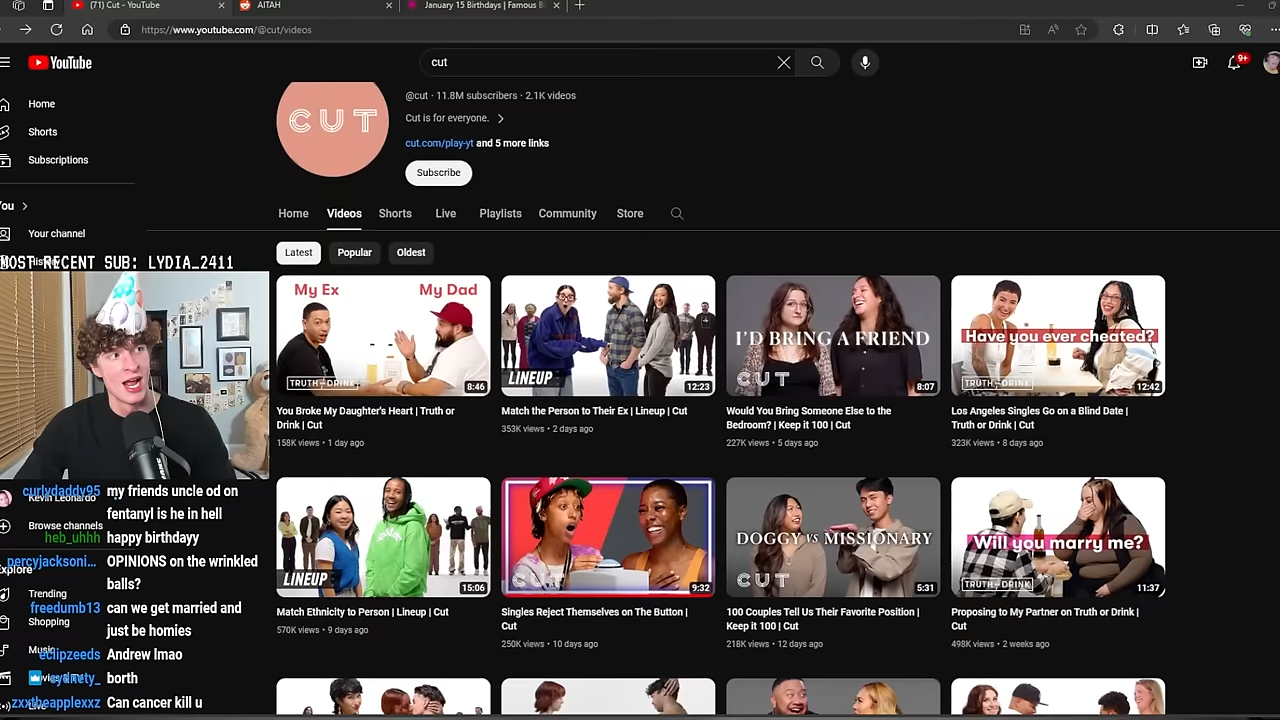 (71) Cut - YouTube
AITAH
January 15 Birthdays | Famous B
https://www.youtube.com/@cut/videos
YouTube
cut
9+
Home
Shorts
Subscriptions
You
Your channel
CUT
@cut · 11.8M subscribers · 2.1K videos
Cut is for everyone.
cut.com/play-yt and 5 more links
Subscribe
Home Videos Shorts Live Playlists Community Store
Latest Popular Oldest
MOST RECENT SUB: LYDIA_2411
My Ex My Dad
TRUTH OR DRINK
8:46
LINEUP
12:23
I'D BRING A FRIEND
CUT
8:07
Have you ever cheated?
TRUTH OR DRINK
12:42
You Broke My Daughter's Heart | Truth or
Drink | Cut
158K views • 1 day ago
Match the Person to Their Ex | Lineup | Cut
353K views • 2 days ago
Would You Bring Someone Else to the
Bedroom? | Keep it 100 | Cut
227K views • 5 days ago
Los Angeles Singles Go on a Blind Date |
Truth or Drink | Cut
323K views • 8 days ago
LINEUP
15:06
CUT
9:32
DOGGY vs MISSIONARY
CUT
5:31
Will you marry me?
TRUTH OR DRINK
11:37
Match Ethnicity to Person | Lineup | Cut
570K views • 9 days ago
Singles Reject Themselves on The Button |
Cut
250K views • 10 days ago
100 Couples Tell Us Their Favorite Position |
Keep it 100 | Cut
218K views • 12 days ago
Proposing to My Partner on Truth or Drink |
Cut
498K views • 2 weeks ago
Kevin Leonardo
Browse channels
Explore
Trending
Shopping
Music
curlydaddy95 my friends uncle od on
fentanyl is he in hell
heb_uhhh happy birthdayy
percyjacksoni... OPINIONS on the wrinkled
balls?
freedumb13 can we get married and
just be homies
eclipzeeds Andrew lmao
borth
zxxtheapplexxz Can cancer kill u